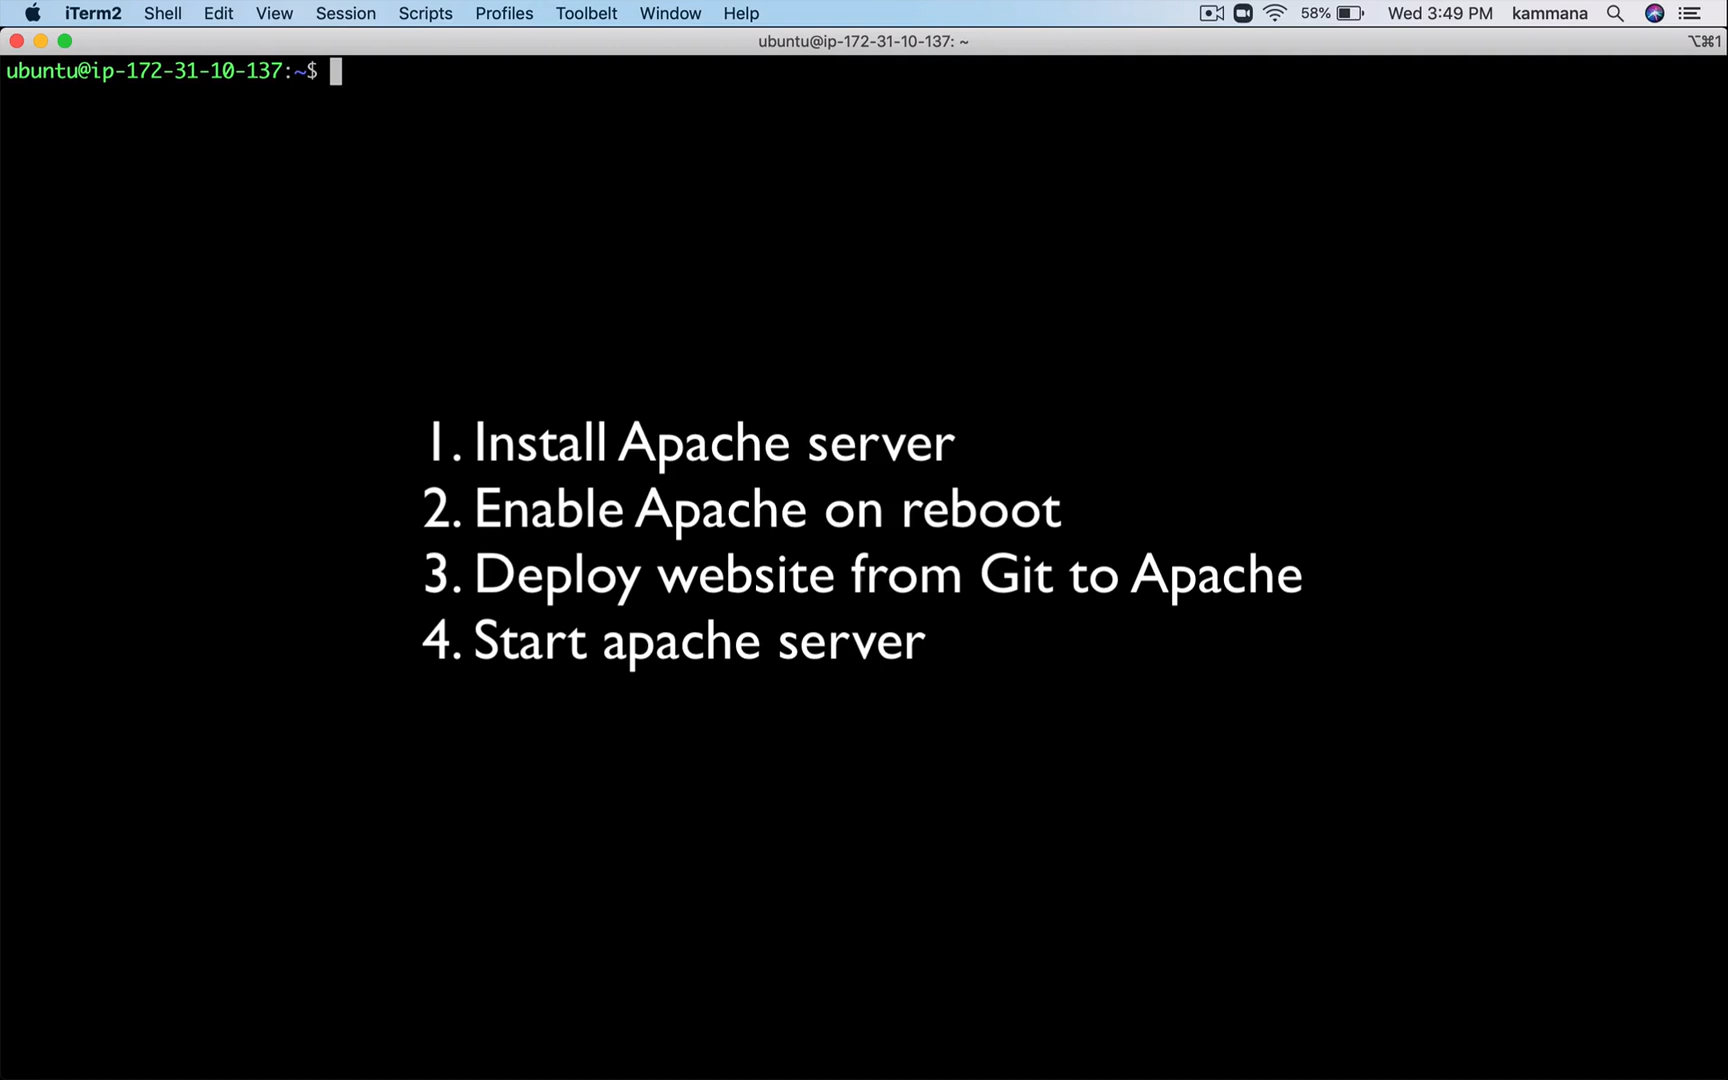 iTerm2 Shell Edit View Session Scripts Profiles Toolbelt Window Help 58% Wed 3:49 PM kammana
ubuntu@ip-172-31-10-137: ~ ⌥⌘1
ubuntu@ip-172-31-10-137:~$
1. Install Apache server
2. Enable Apache on reboot
3. Deploy website from Git to Apache
4. Start apache server